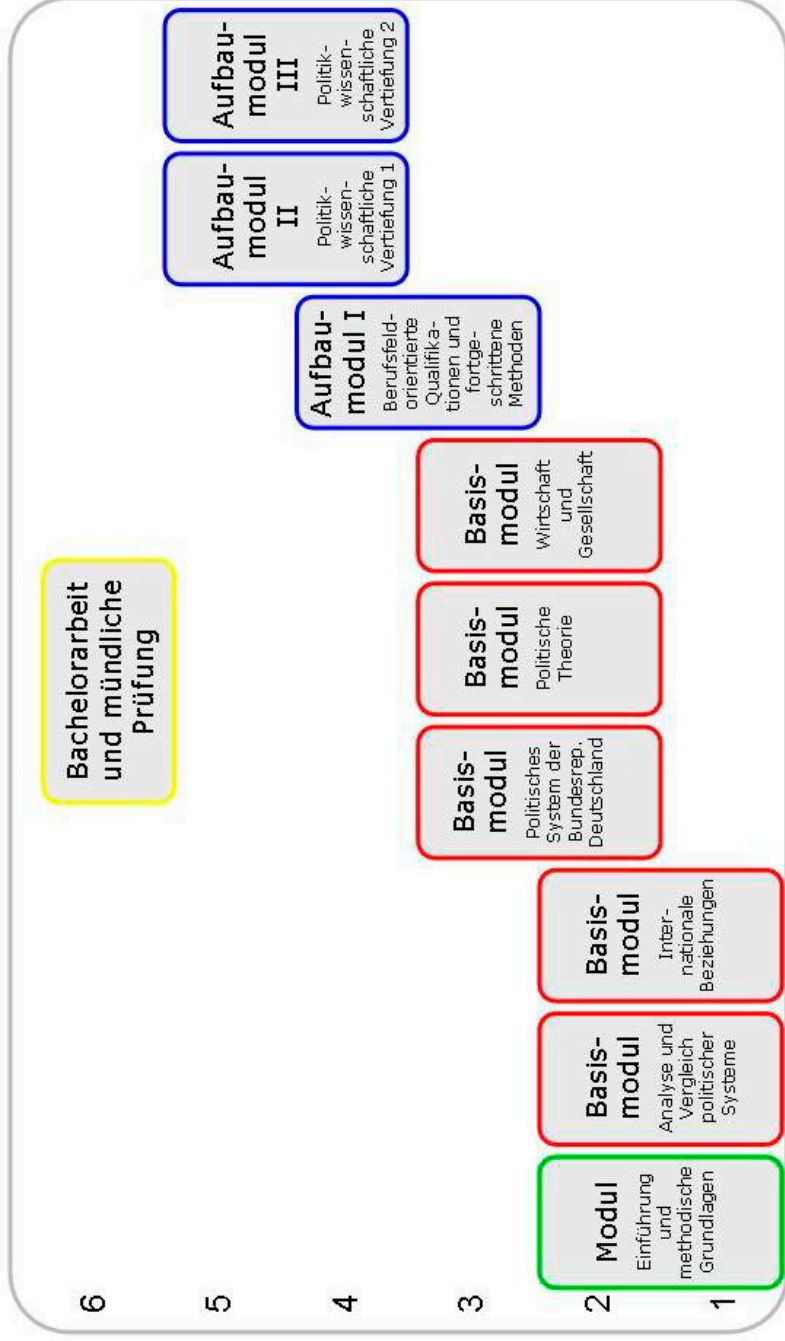 6
5
4
3
2
1
Bachelorarbeit
und mündliche
Prüfung
Aufbau-
modul
II
Politik-
wissen-
schaftliche
Vertiefung 1
Aufbau-
modul
III
Politik-
wissen-
schaftliche
Vertiefung 2
Aufbau-
modul I
Berufsfeld-
orientierte
Qualifika-
tionen und
fortge-
schrittene
Methoden
Basis-
modul
Politisches
System der
Bundesrep.
Deutschland
Basis-
modul
Politische
Theorie
Basis-
modul
Wirtschaft
und
Gesellschaft
Modul
Einführung
und
methodische
Grundlagen
Basis-
modul
Analyse und
Vergleich
politischer
Systeme
Basis-
modul
Inter-
nationale
Beziehungen